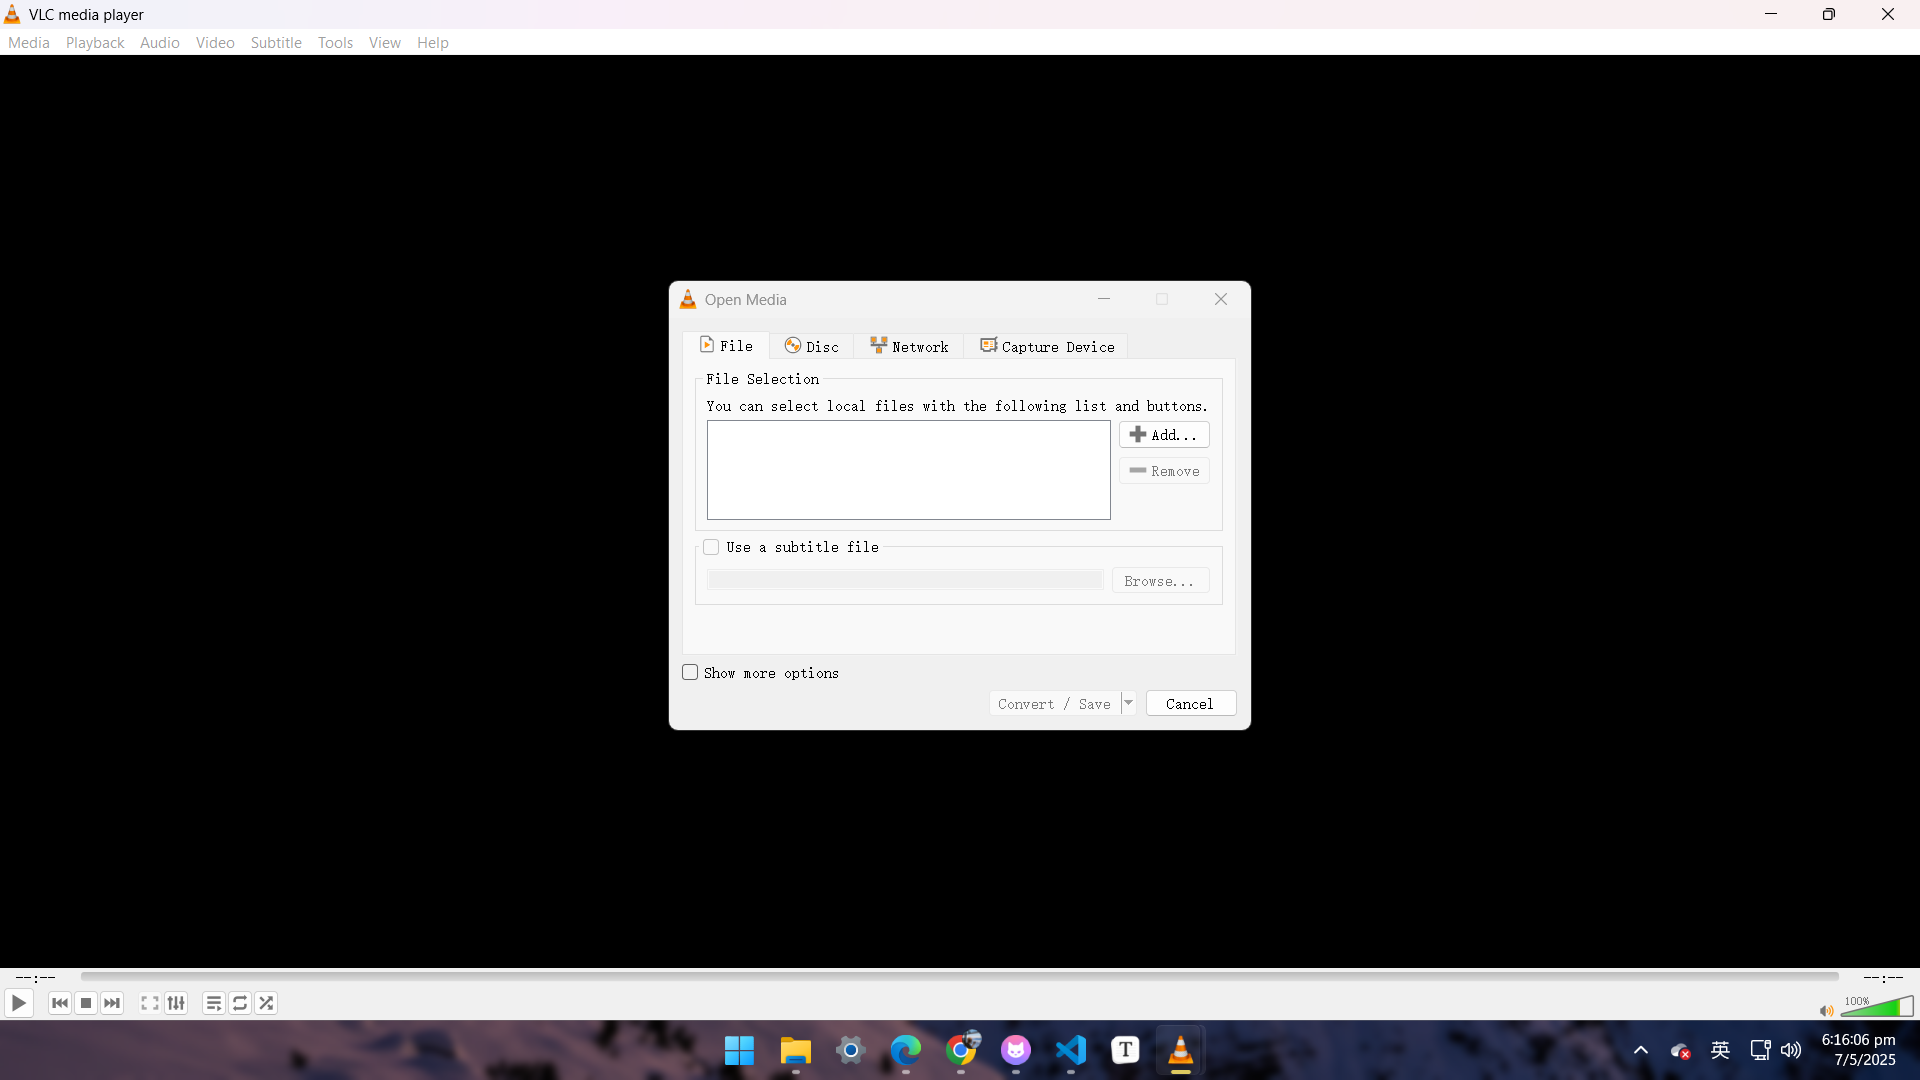 VLC media player
Media Playback Audio Video Subtitle Tools View Help
Open Media
File Disc Network Capture Device
File Selection
You can select local files with the following list and buttons.
Add...
Remove
Use a subtitle file
Browse...
Show more options
Convert / Save Cancel
--:-- --:--
100%
T
英
6:16:06 pm
7/5/2025